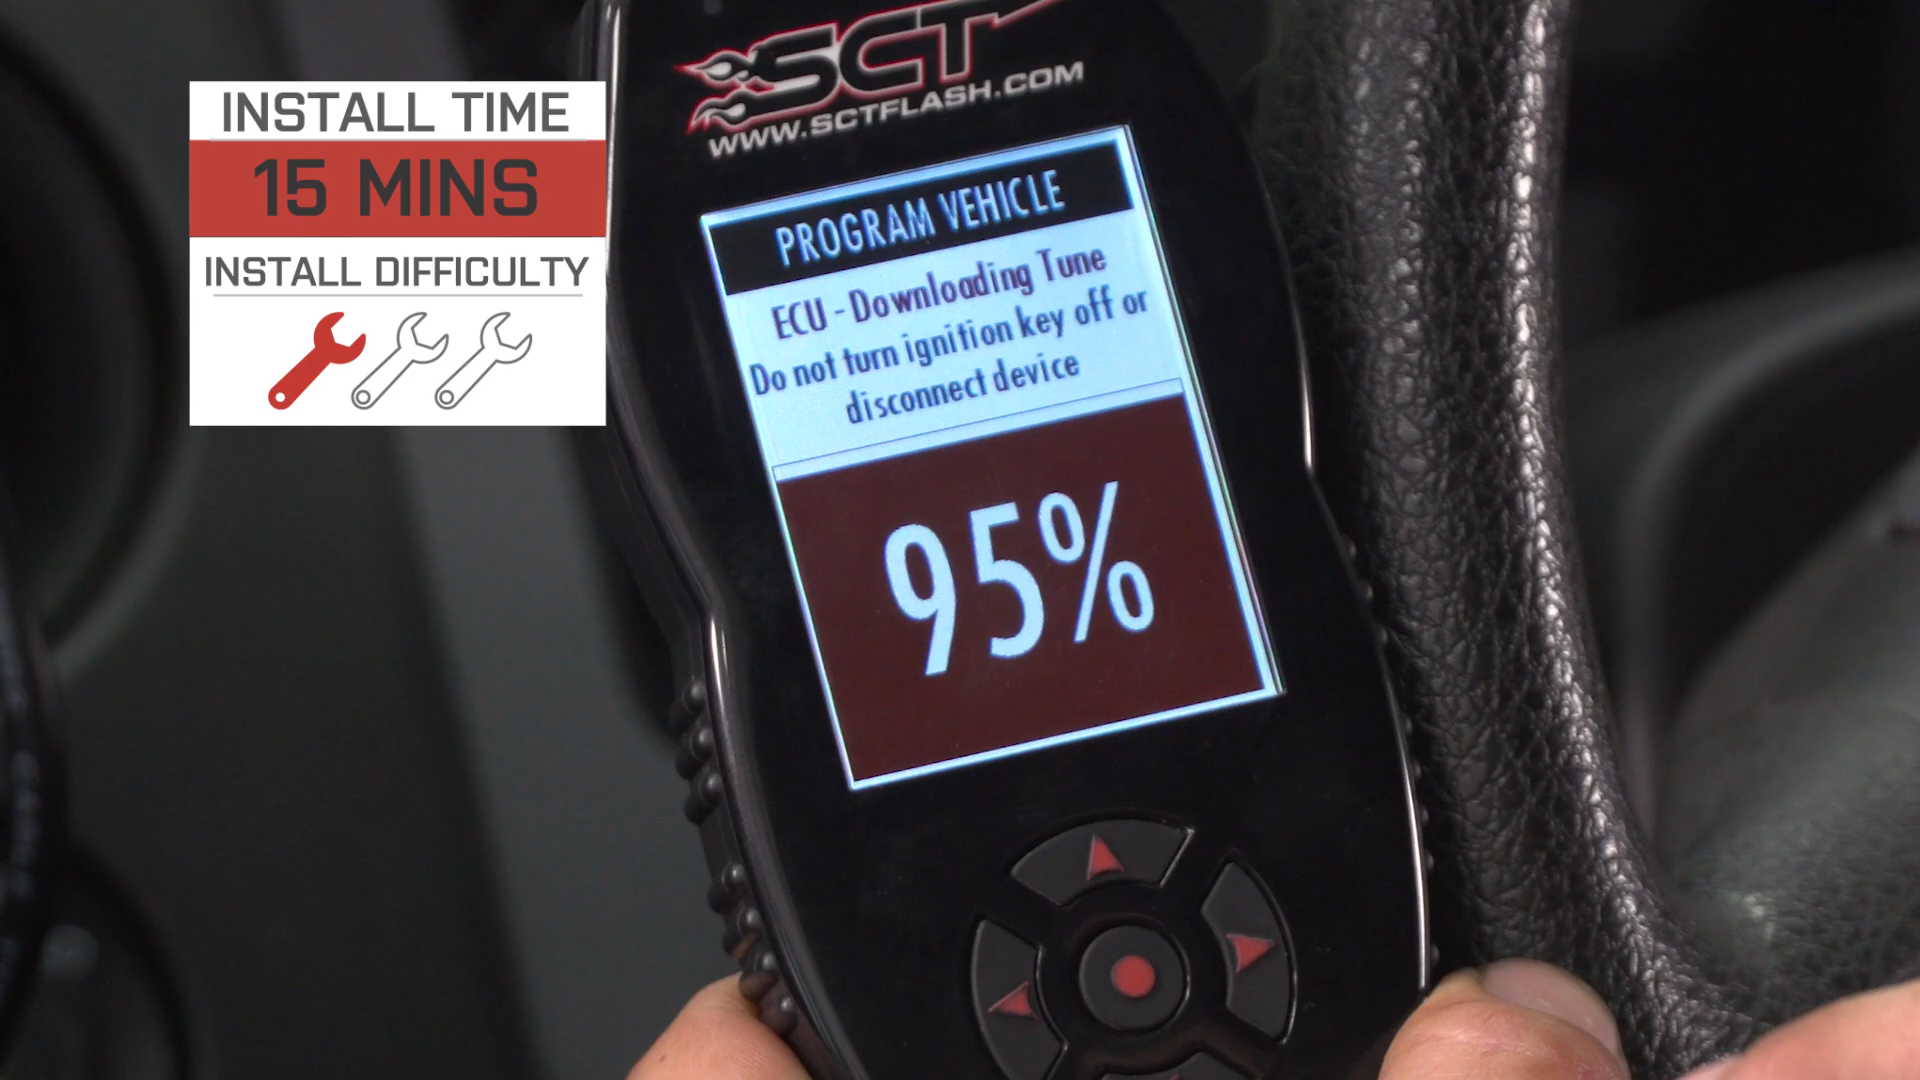 INSTALL TIME
15 MINS
INSTALL DIFFICULTY
SCT
WWW.SCTFLASH.COM
PROGRAM VEHICLE
ECU - Downloading Tune
Do not turn ignition key off or
disconnect device
95%